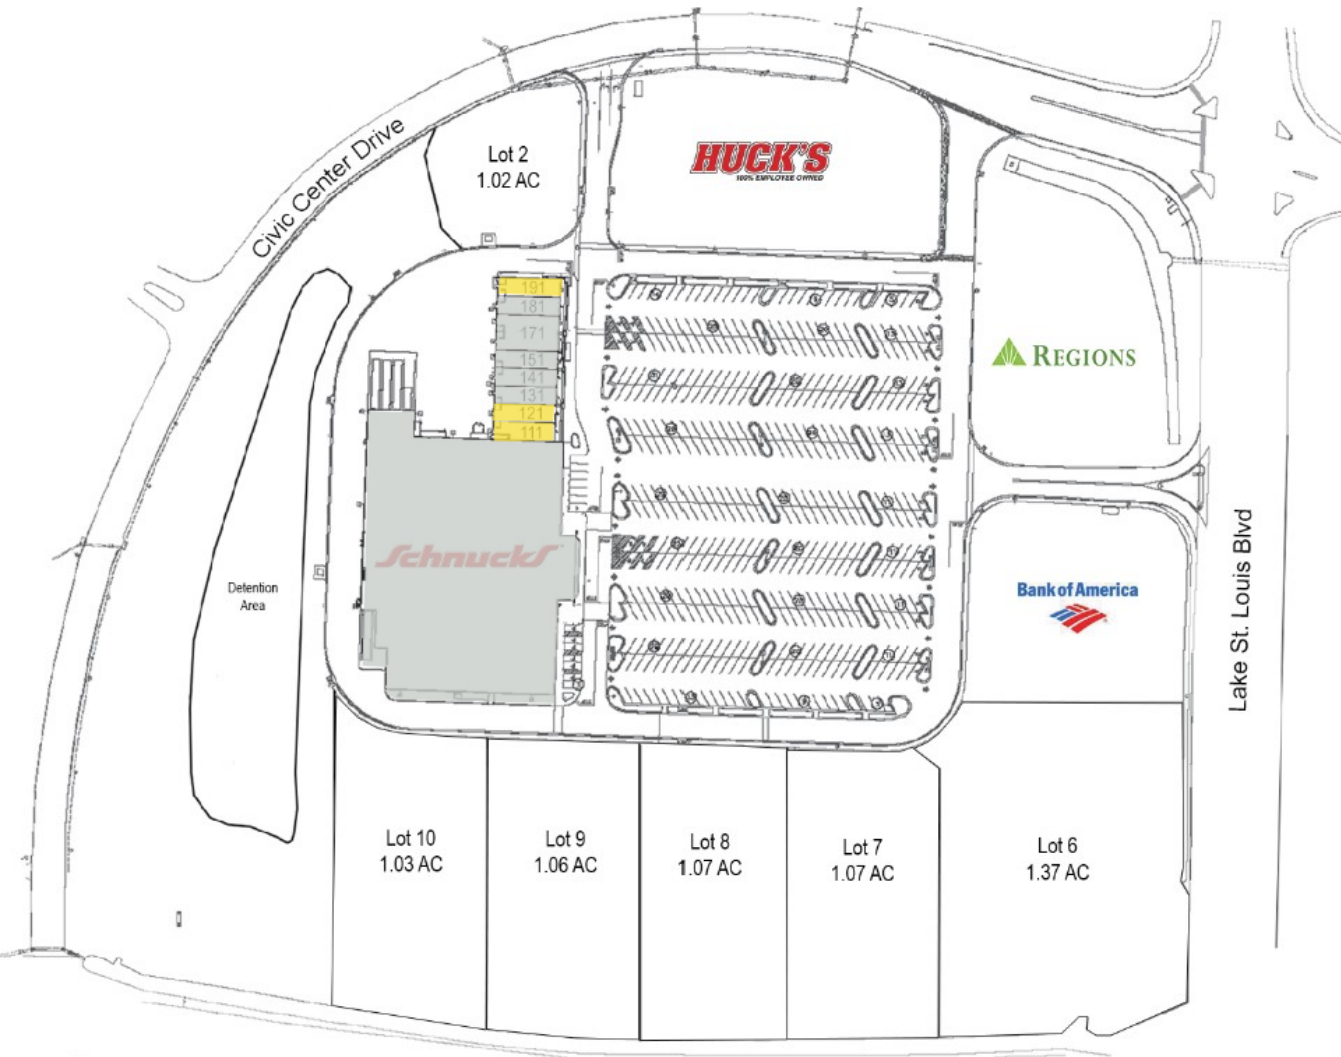 Civic Center Drive
Lot 2
1.02 AC
HUCK'S
100% EMPLOYEE OWNED
191
181
171
151
141
131
121
111
REGIONS
Schnucks
Detention
Area
Bank of America
Lake St. Louis Blvd
Lot 10
1.03 AC
Lot 9
1.06 AC
Lot 8
1.07 AC
Lot 7
1.07 AC
Lot 6
1.37 AC